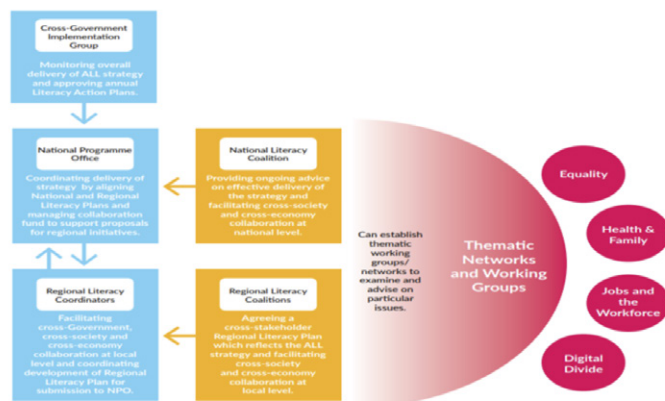 Cross-Government
Implementation
Group
Monitoring overall
delivery of ALL strategy
and approving annual
Literacy Action Plans.
National Programme
Office
Coordinating delivery of
strategy by aligning
National and Regional
Literacy Plans and
managing collaboration
fund to support proposals
for regional initiatives.
National Literacy
Coalition
Providing ongoing advice
on effective delivery of
the strategy and
facilitating cross-society
and cross-economy
collaboration at
national level.
Regional Literacy
Coordinators
Facilitating
cross-Government,
cross-society and
cross-economy
collaboration at local
level and coordinating
development of Regional
Literacy Plan for
submission to NPO.
Regional Literacy
Coalitions
Agreeing a
cross-stakeholder
Regional Literacy Plan
which reflects the ALL
strategy and facilitating
cross-society
and cross-economy
collaboration at
local level.
Can establish
thematic
working groups/
networks to
examine and
advise on
particular
issues.
Thematic
Networks
and Working
Groups
Equality
Health &
Family
Jobs and
the
Workforce
Digital
Divide